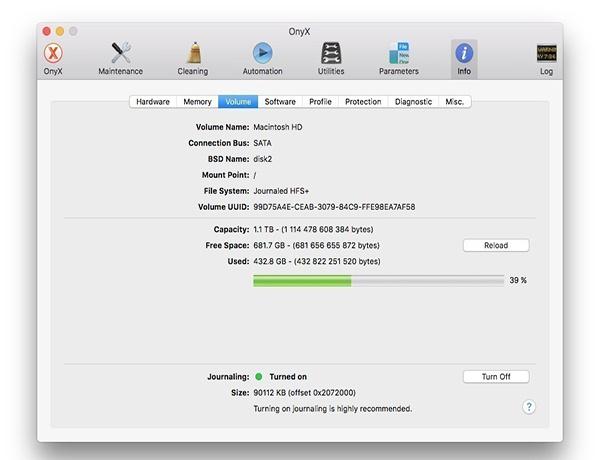 OnyX
OnyX Maintenance Cleaning Automation Utilities Parameters Info Log
Hardware Memory Volume Software Profile Protection Diagnostic Misc.
Volume Name: Macintosh HD
Connection Bus: SATA
BSD Name: disk2
Mount Point: /
File System: Journaled HFS+
Volume UUID: 99D75A4E-CEAB-3079-84C9-FFE98EA7AF58
Capacity: 1.1 TB - (1 114 478 608 384 bytes)
Free Space: 681.7 GB - (681 656 655 872 bytes) Reload
Used: 432.8 GB - (432 822 251 520 bytes)
39 %
Journaling: Turned on Turn Off
Size: 90112 KB (offset 0x2072000)
Turning on journaling is highly recommended.
?